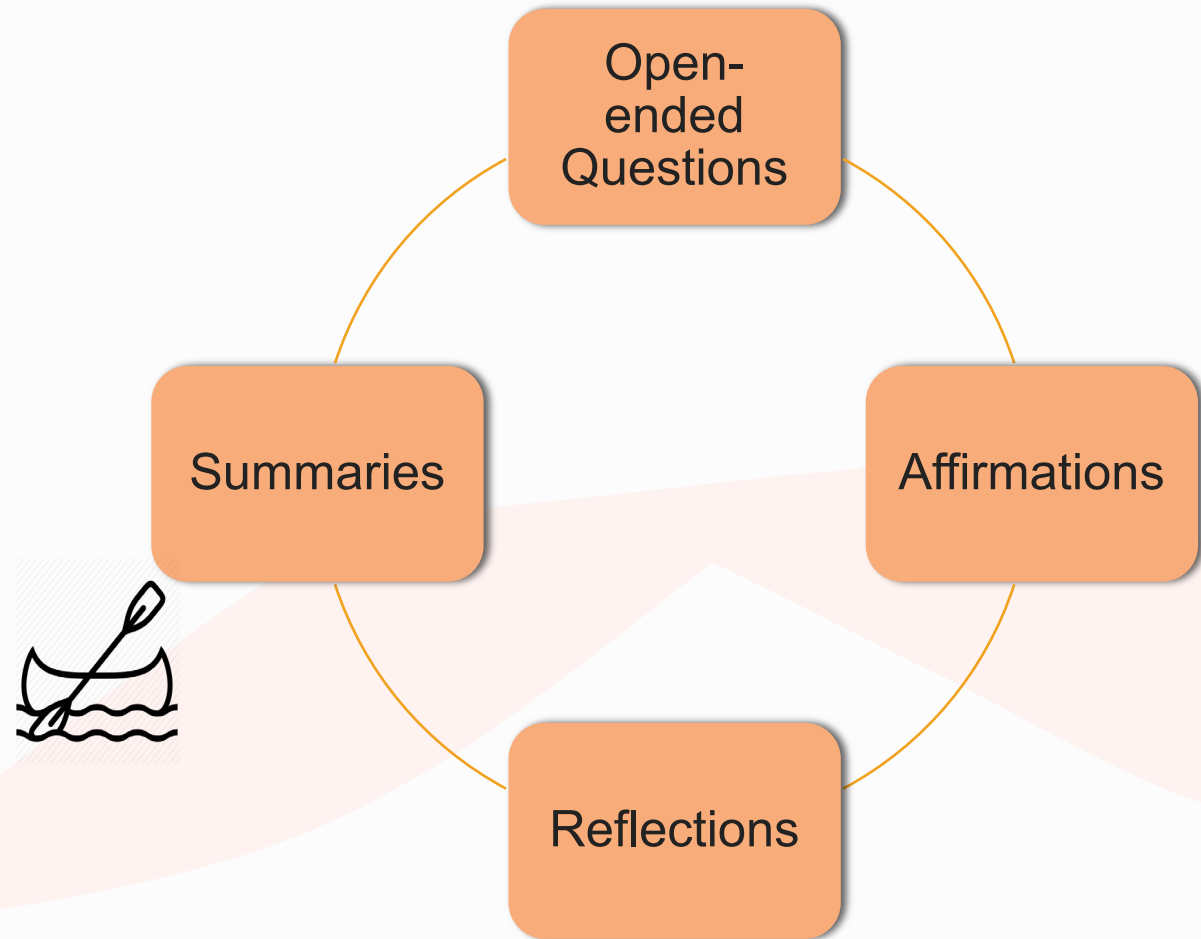 Open-
ended
Questions
Summaries
Affirmations
Reflections